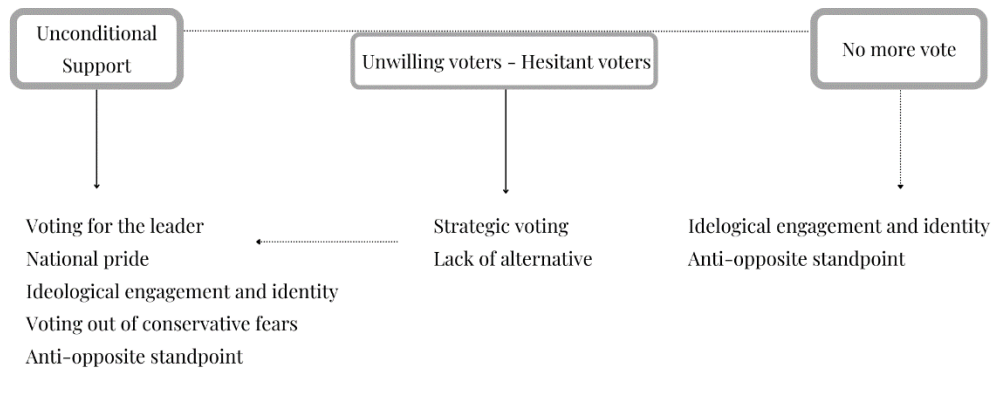 Unconditional
Support
Unwilling voters - Hesitant voters
No more vote
Voting for the leader
National pride
Ideological engagement and identity
Voting out of conservative fears
Anti-opposite standpoint
Strategic voting
Lack of alternative
Idelogical engagement and identity
Anti-opposite standpoint